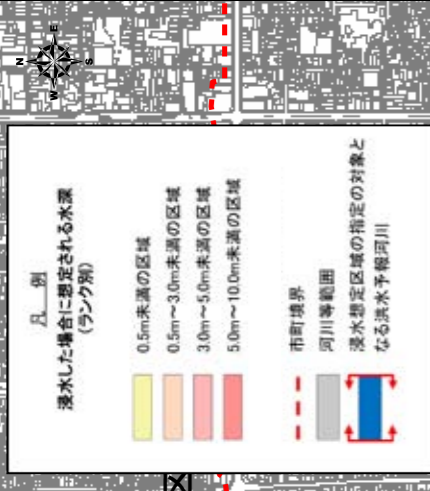 凡 例
浸水した場合に想定される水深
(ランク別)
0.5m未満の区域
0.5m～3.0m未満の区域
3.0m～5.0m未満の区域
5.0m～10.0m未満の区域
市町境界
河川等範囲
浸水想定区域の指定の対象と
なる洪水予報河川
N
E
S
W